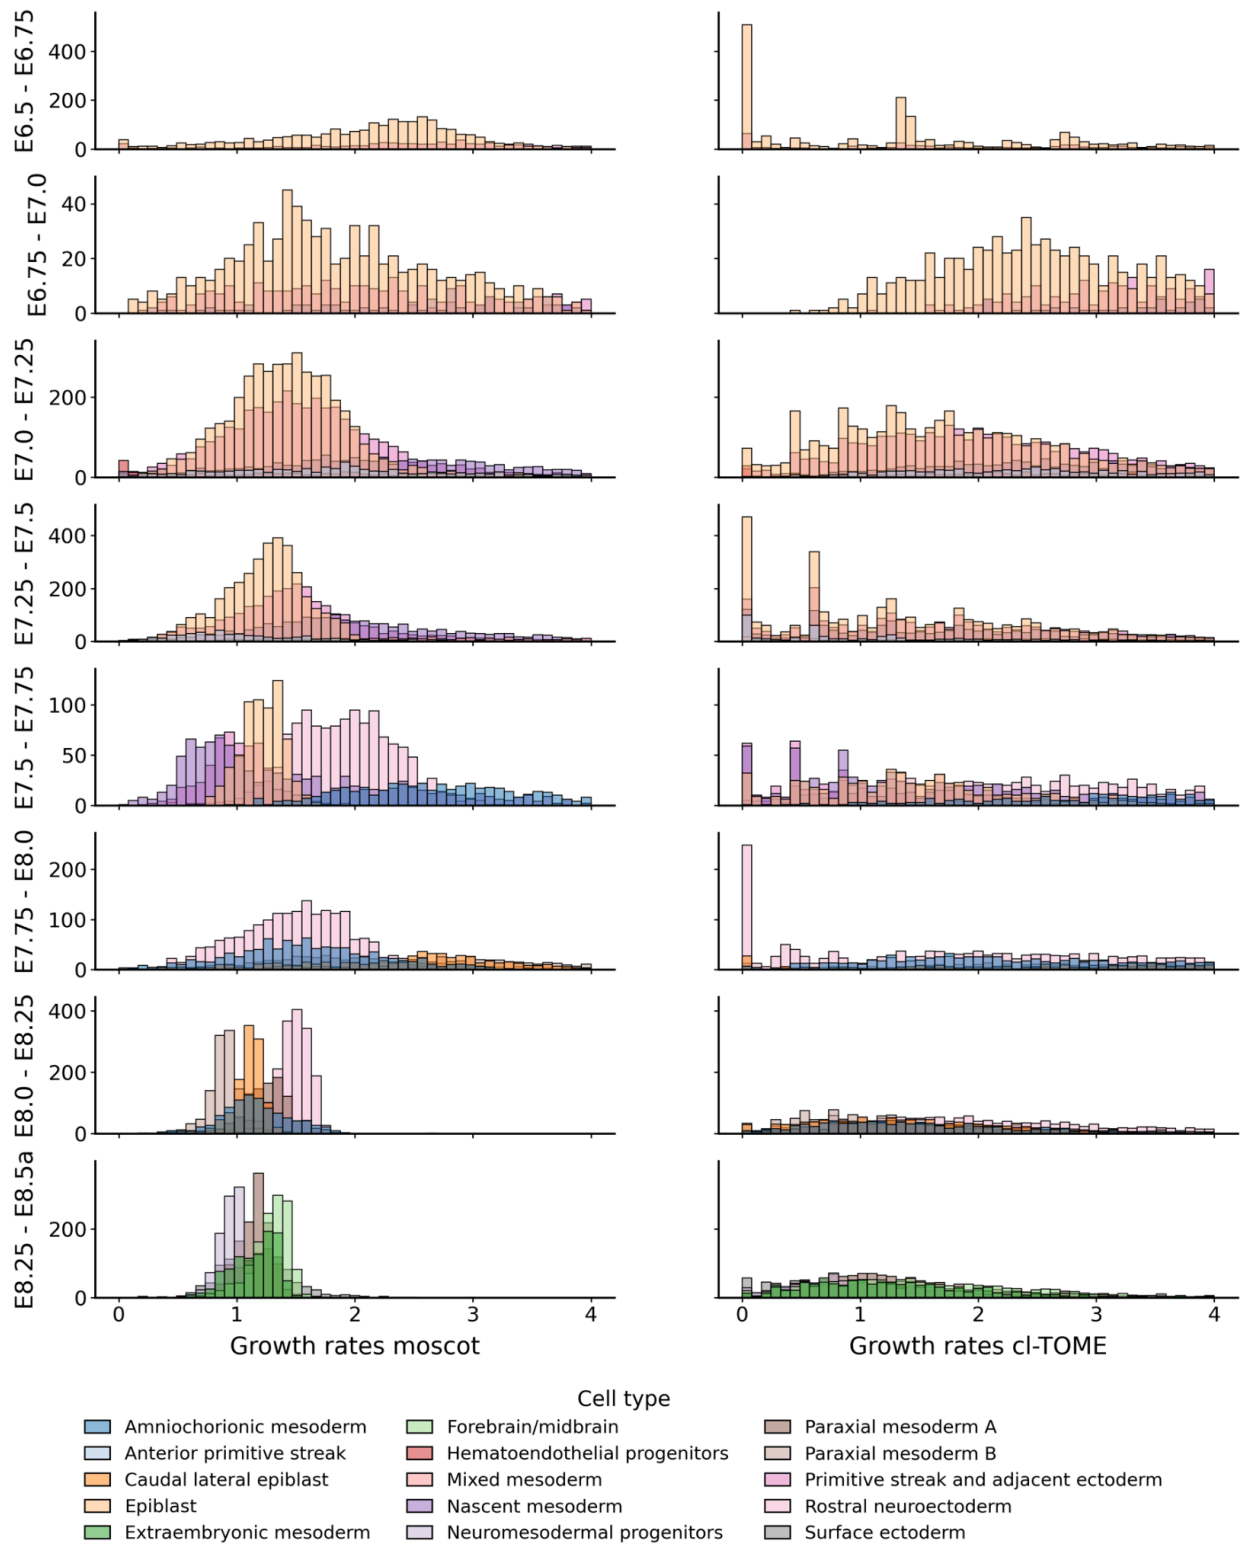 E6.5 - E6.75
400
200
0
E6.75 - E7.0
40
20
0
E7.0 - E7.25
200
0
E7.25 - E7.5
400
200
0
E7.5 - E7.75
100
50
0
E7.75 - E8.0
200
100
0
E8.0 - E8.25
400
200
0
E8.25 - E8.5a
200
0
0 1 2 3 4
0 1 2 3 4
Growth rates moscot
Growth rates cl-TOME
Cell type
Amniochorionic mesoderm
Anterior primitive streak
Caudal lateral epiblast
Epiblast
Extraembryonic mesoderm
Forebrain/midbrain
Hematoendothelial progenitors
Mixed mesoderm
Nascent mesoderm
Neuromesodermal progenitors
Paraxial mesoderm A
Paraxial mesoderm B
Primitive streak and adjacent ectoderm
Rostral neuroectoderm
Surface ectoderm